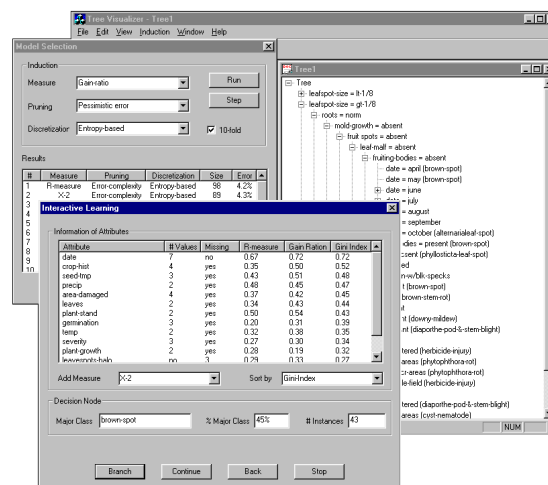 Tree Visualizer - Tree1
File Edit View Induction Window Help
Model Selection
Induction
Measure Gain-ratio Run
Pruning Pessimistic error Step
Discretization Entropy-based 10-fold
Results
# Measure Pruning Discretization Size Error
1 R-measure Error-complexity Entropy-based 98 4.2%
2 X-2 Error-complexity Entropy-based 89 4.3%
3
4
5
6
7
8
9
10
Tree1
Tree
leafspot-size = lt-1/8
leafspot-size = gt-1/8
roots = norm
mold-growth = absent
fruit spots = absent
leaf-malf = absent
fruiting-bodies = absent
date = april (brown-spot)
date = may (brown-spot)
date = june
date = july
= august
= september
= october (alternarialeaf-spot)
odies = present (brown-spot)
sent (phyllosticta-leaf-spot)
ed
n-w/blk-specks
t (brown-spot)
brown-stem-rot)
nt (downy-mildew)
nt (diaporthe-pod-&-stem-blight)
tered (herbicide-injury)
areas (phytophthora-rot)
er-areas (phytophthora-rot)
le-field (herbicide-injury)
tered (diaporthe-pod-&-stem-blight)
areas (cyst-nematode)
NUM
Interactive Learning
Information of Attributes
Attribute # Values Missing R-measure Gain Ration Gini Index
date 7 no 0.67 0.72 0.72
crop-hist 4 yes 0.35 0.50 0.52
seed-tmp 3 yes 0.43 0.51 0.48
precip 2 yes 0.48 0.45 0.47
area-damaged 4 yes 0.37 0.42 0.45
leaves 2 yes 0.34 0.43 0.44
plant-stand 2 yes 0.50 0.54 0.43
germination 3 yes 0.20 0.31 0.39
temp 2 yes 0.32 0.38 0.35
severity 3 yes 0.27 0.30 0.34
plant-growth 2 yes 0.28 0.19 0.32
leavespots-halo no 3 0.29 0.33 0.27
Add Measure X-2 Sort by Gini-Index
Decision Node
Major Class brown-spot % Major Class 45% # Instances 43
Branch Continue Back Stop